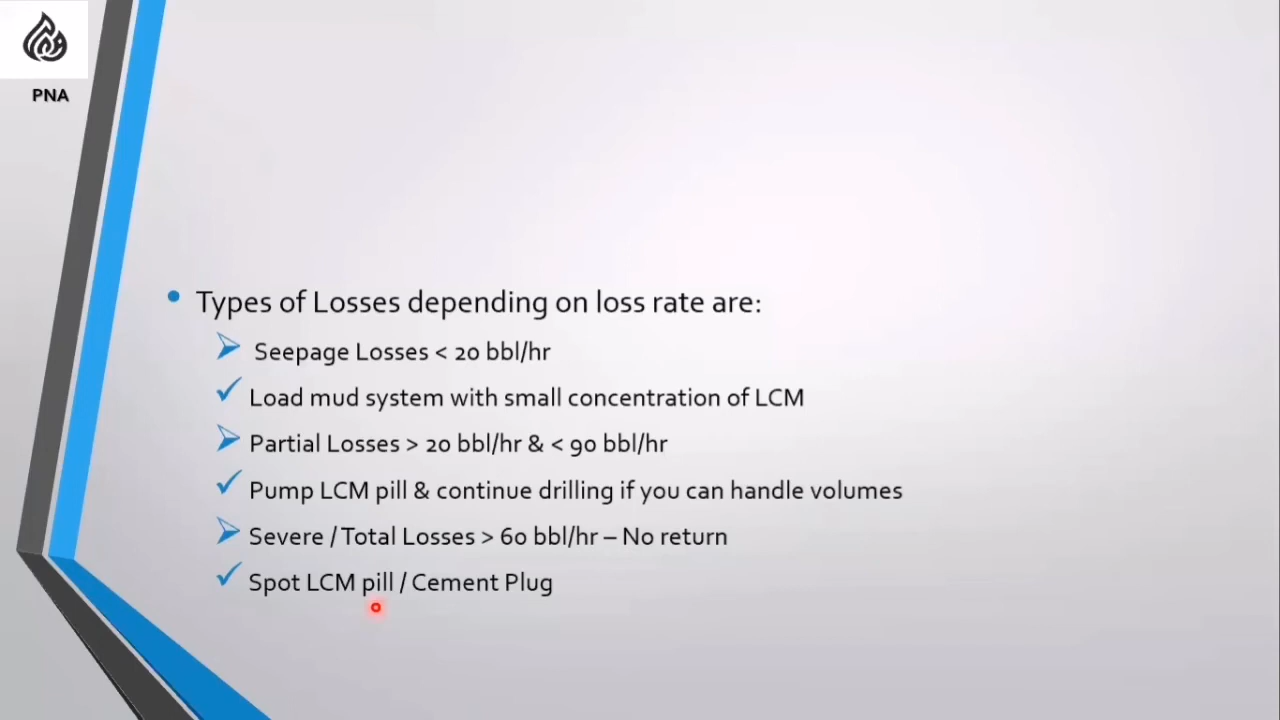 PNA
• Types of Losses depending on loss rate are:
➢ Seepage Losses < 20 bbl/hr
✓ Load mud system with small concentration of LCM
➢ Partial Losses > 20 bbl/hr & < 90 bbl/hr
✓ Pump LCM pill & continue drilling if you can handle volumes
➢ Severe / Total Losses > 60 bbl/hr – No return
✓ Spot LCM pill / Cement Plug